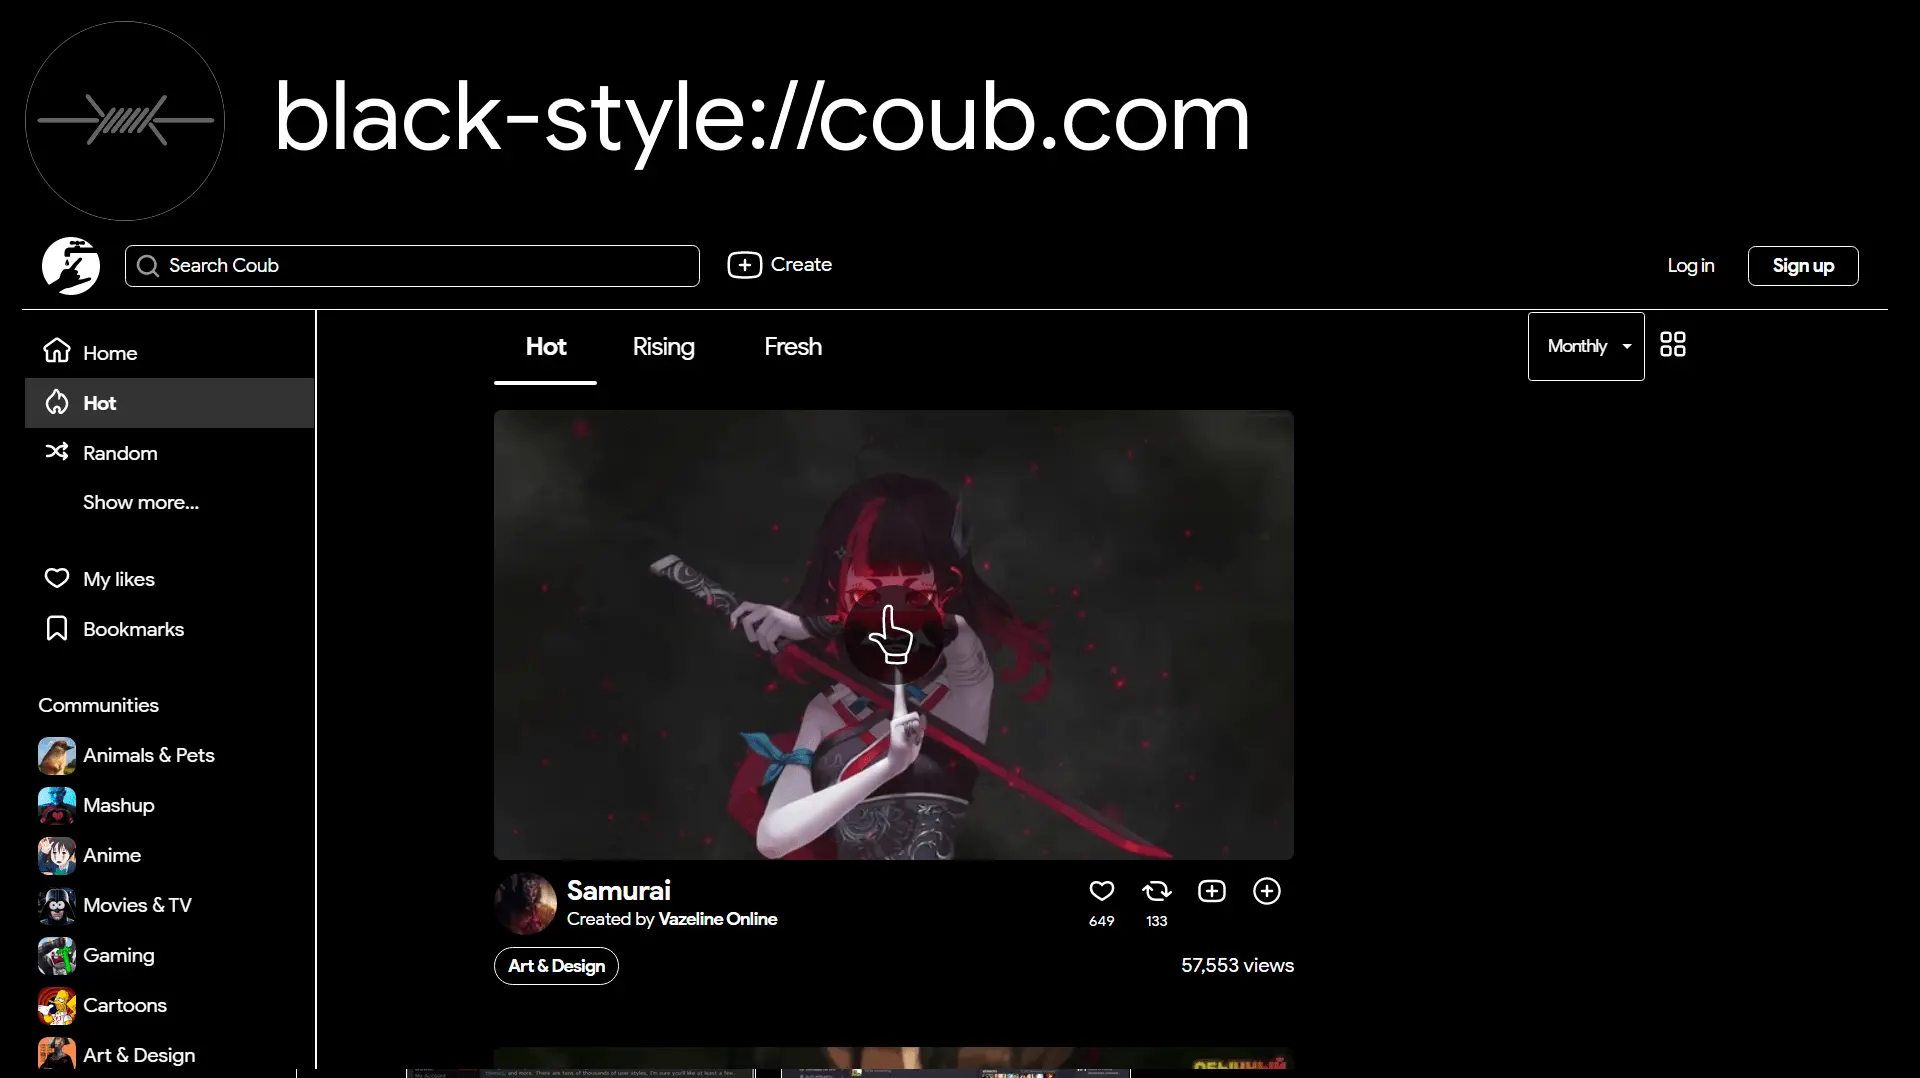 black-style://coub.com
Search Coub
Create
Log in
Sign up
Home
Hot
Random
Show more...
My likes
Bookmarks
Communities
Animals & Pets
Mashup
Anime
Movies & TV
Gaming
Cartoons
Art & Design
Hot
Rising
Fresh
Monthly
Samurai
Created by Vazeline Online
649
133
Art & Design
57,553 views